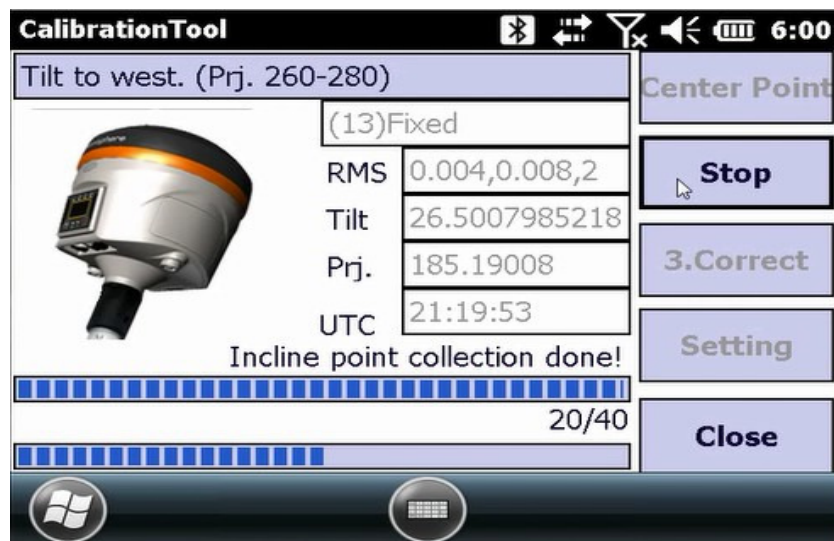 CalibrationTool 6:00
Tilt to west. (Prj. 260-280)
Center Point
(13)Fixed
RMS 0.004,0.008,2
Stop
Tilt 26.5007985218
Prj. 185.19008
3.Correct
UTC 21:19:53
Setting
Incline point collection done!
20/40
Close